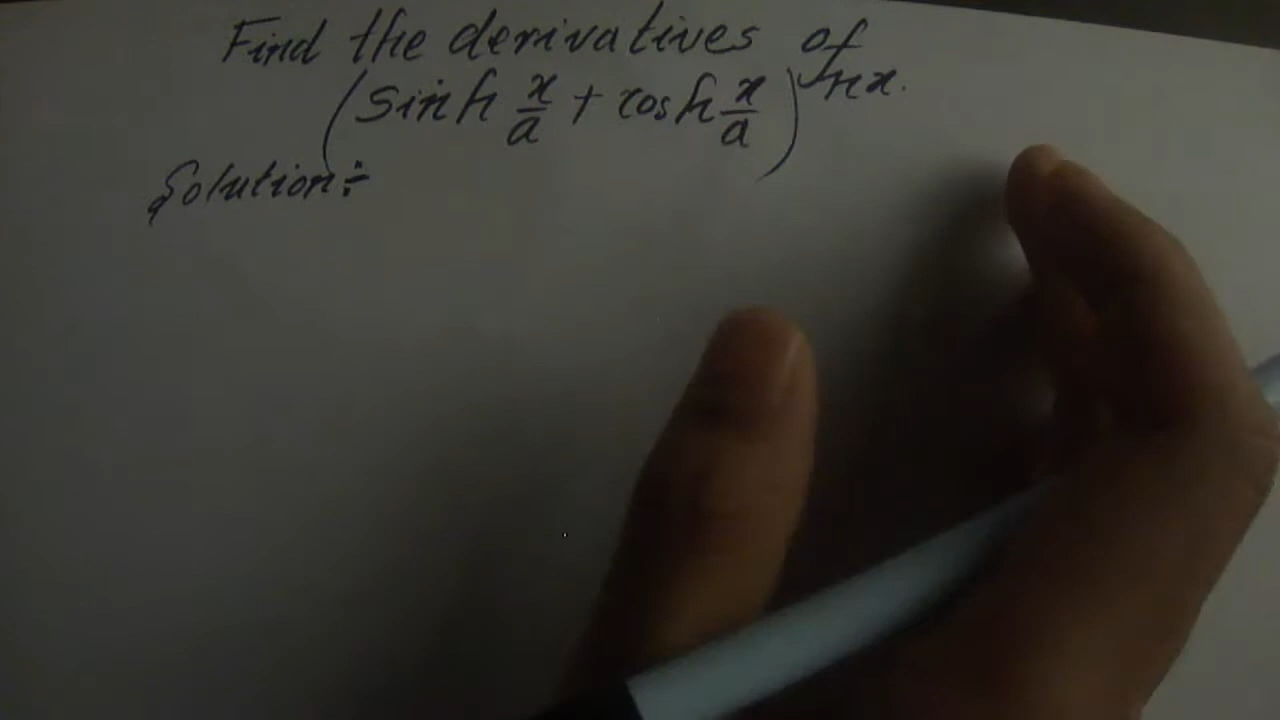 Find the derivatives of
(sinh x/a + cosh x/a)^nx.
Solution:-